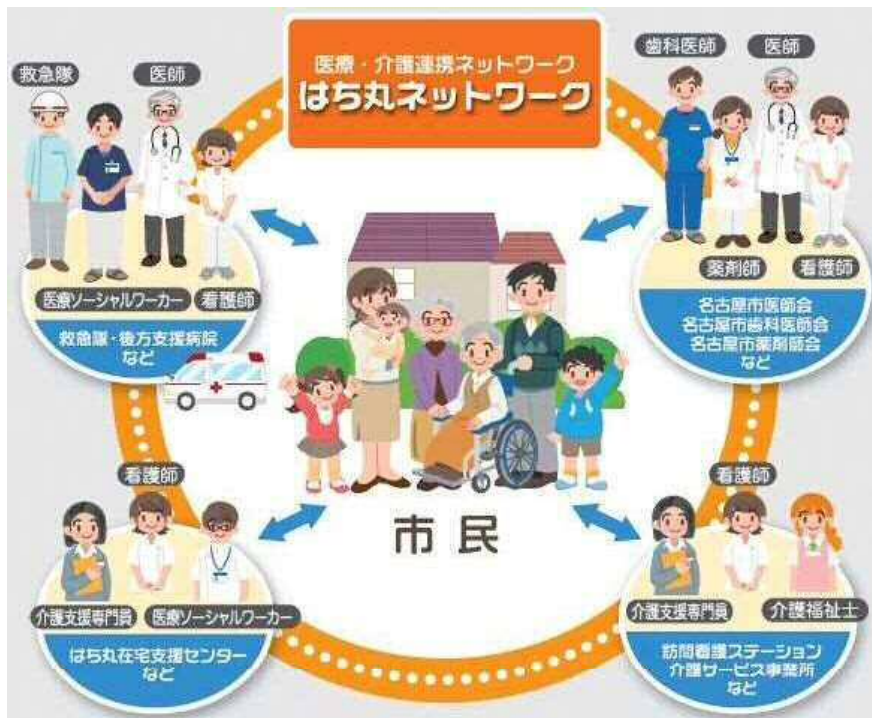 医療・介護連携ネットワーク
はち丸ネットワーク
救急隊
医師
医療ソーシャルワーカー
看護師
救急隊・後方支援病院
など
歯科医師
医師
薬剤師
看護師
名古屋市医師会
名古屋市歯科医師会
名古屋市薬剤師会
など
市民
看護師
介護支援専門員
医療ソーシャルワーカー
はち丸在宅支援センター
など
看護師
介護支援専門員
介護福祉士
訪問看護ステーション
介護サービス事業所
など